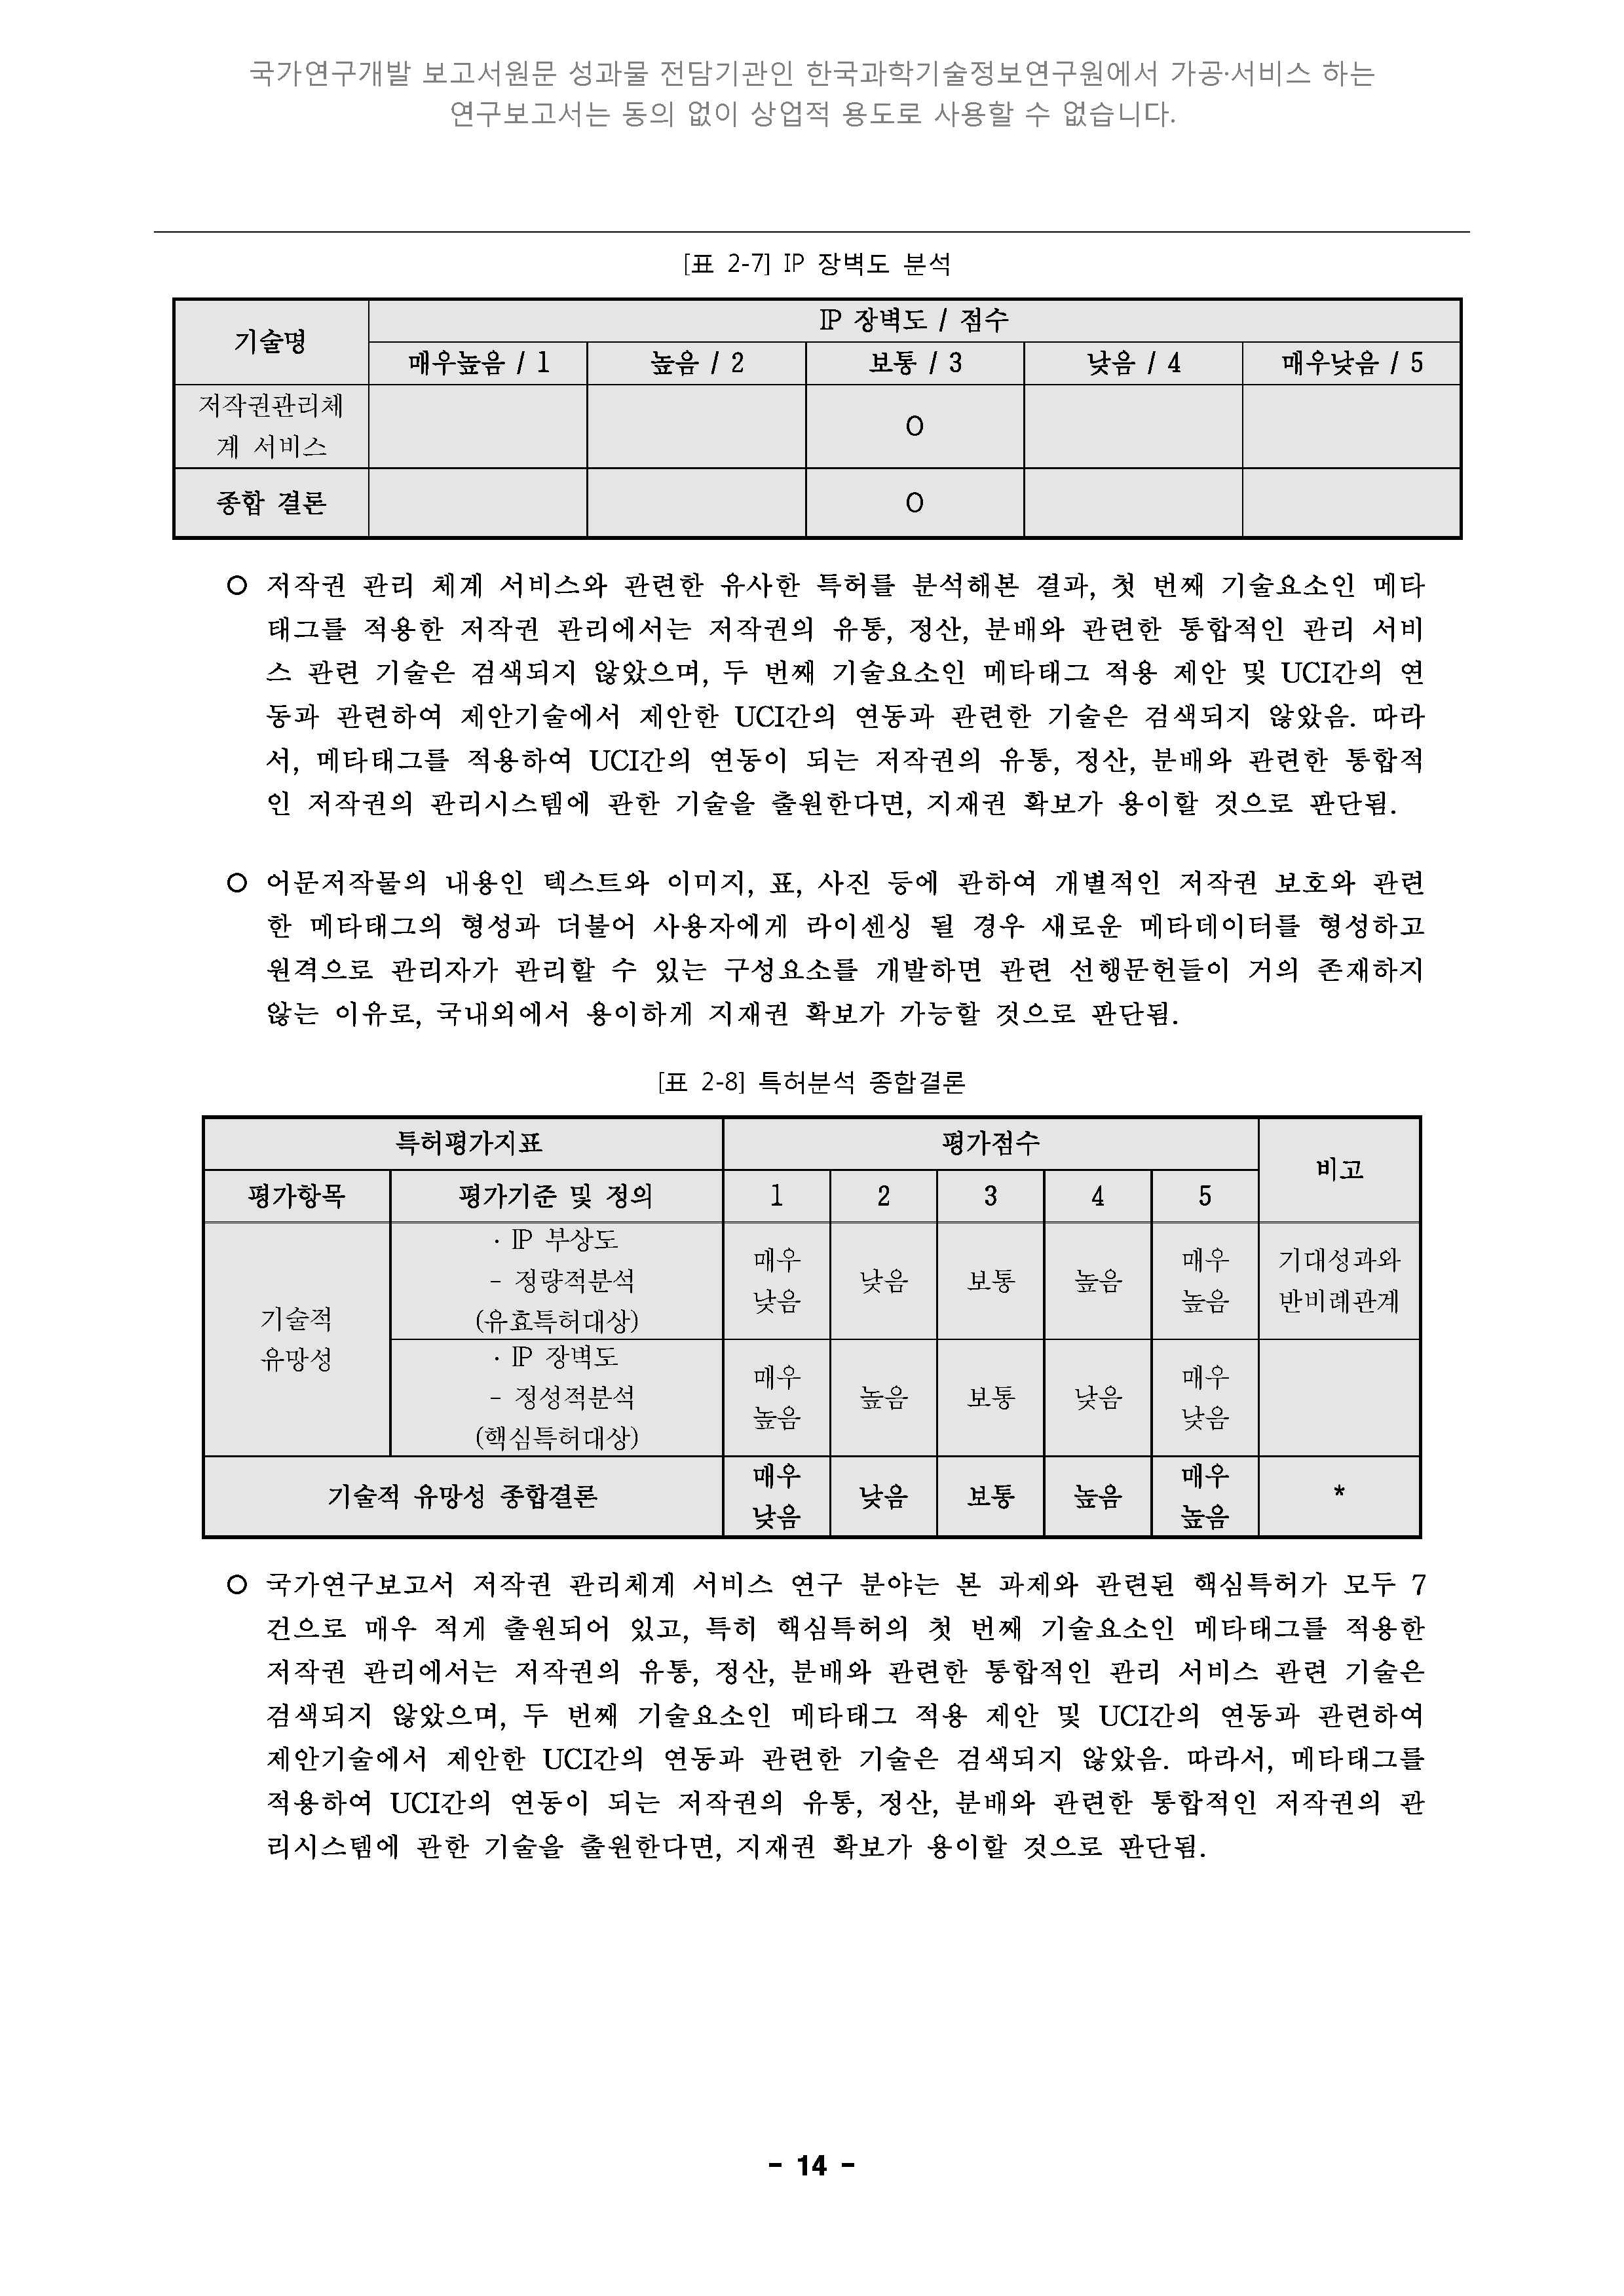 국가연구개발 보고서원문 성과물 전담기관인 한국과학기술정보연구원에서 가공·서비스 하는
연구보고서는 동의 없이 상업적 용도로 사용할 수 없습니다.
[표 2-7] IP 장벽도 분석
기술명
IP 장벽도 / 점수
매우높음 / 1
높음 / 2
보통 / 3
낮음 / 4
매우낮음 / 5
저작권관리체
계 서비스
O
종합 결론
O
○ 저작권 관리 체계 서비스와 관련한 유사한 특허를 분석해본 결과, 첫 번째 기술요소인 메타
태그를 적용한 저작권 관리에서는 저작권의 유통, 정산, 분배와 관련한 통합적인 관리 서비
스 관련 기술은 검색되지 않았으며, 두 번째 기술요소인 메타태그 적용 제안 및 UCI간의 연
동과 관련하여 제안기술에서 제안한 UCI간의 연동과 관련한 기술은 검색되지 않았음. 따라
서, 메타태그를 적용하여 UCI간의 연동이 되는 저작권의 유통, 정산, 분배와 관련한 통합적
인 저작권의 관리시스템에 관한 기술을 출원한다면, 지재권 확보가 용이할 것으로 판단됨.
○ 어문저작물의 내용인 텍스트와 이미지, 표, 사진 등에 관하여 개별적인 저작권 보호와 관련
한 메타태그의 형성과 더불어 사용자에게 라이센싱 될 경우 새로운 메타데이터를 형성하고
원격으로 관리자가 관리할 수 있는 구성요소를 개발하면 관련 선행문헌들이 거의 존재하지
않는 이유로, 국내외에서 용이하게 지재권 확보가 가능할 것으로 판단됨.
[표 2-8] 특허분석 종합결론
특허평가지표
평가점수
비고
평가항목
평가기준 및 정의
1
2
3
4
5
기술적
유망성
· IP 부상도
- 정량적분석
(유효특허대상)
매우
낮음
낮음
보통
높음
매우
높음
기대성과와
반비례관계
· IP 장벽도
- 정성적분석
(핵심특허대상)
매우
높음
높음
보통
낮음
매우
낮음
기술적 유망성 종합결론
매우
낮음
낮음
보통
높음
매우
높음
*
○ 국가연구보고서 저작권 관리체계 서비스 연구 분야는 본 과제와 관련된 핵심특허가 모두 7
건으로 매우 적게 출원되어 있고, 특히 핵심특허의 첫 번째 기술요소인 메타태그를 적용한
저작권 관리에서는 저작권의 유통, 정산, 분배와 관련한 통합적인 관리 서비스 관련 기술은
검색되지 않았으며, 두 번째 기술요소인 메타태그 적용 제안 및 UCI간의 연동과 관련하여
제안기술에서 제안한 UCI간의 연동과 관련한 기술은 검색되지 않았음. 따라서, 메타태그를
적용하여 UCI간의 연동이 되는 저작권의 유통, 정산, 분배와 관련한 통합적인 저작권의 관
리시스템에 관한 기술을 출원한다면, 지재권 확보가 용이할 것으로 판단됨.
- 14 -